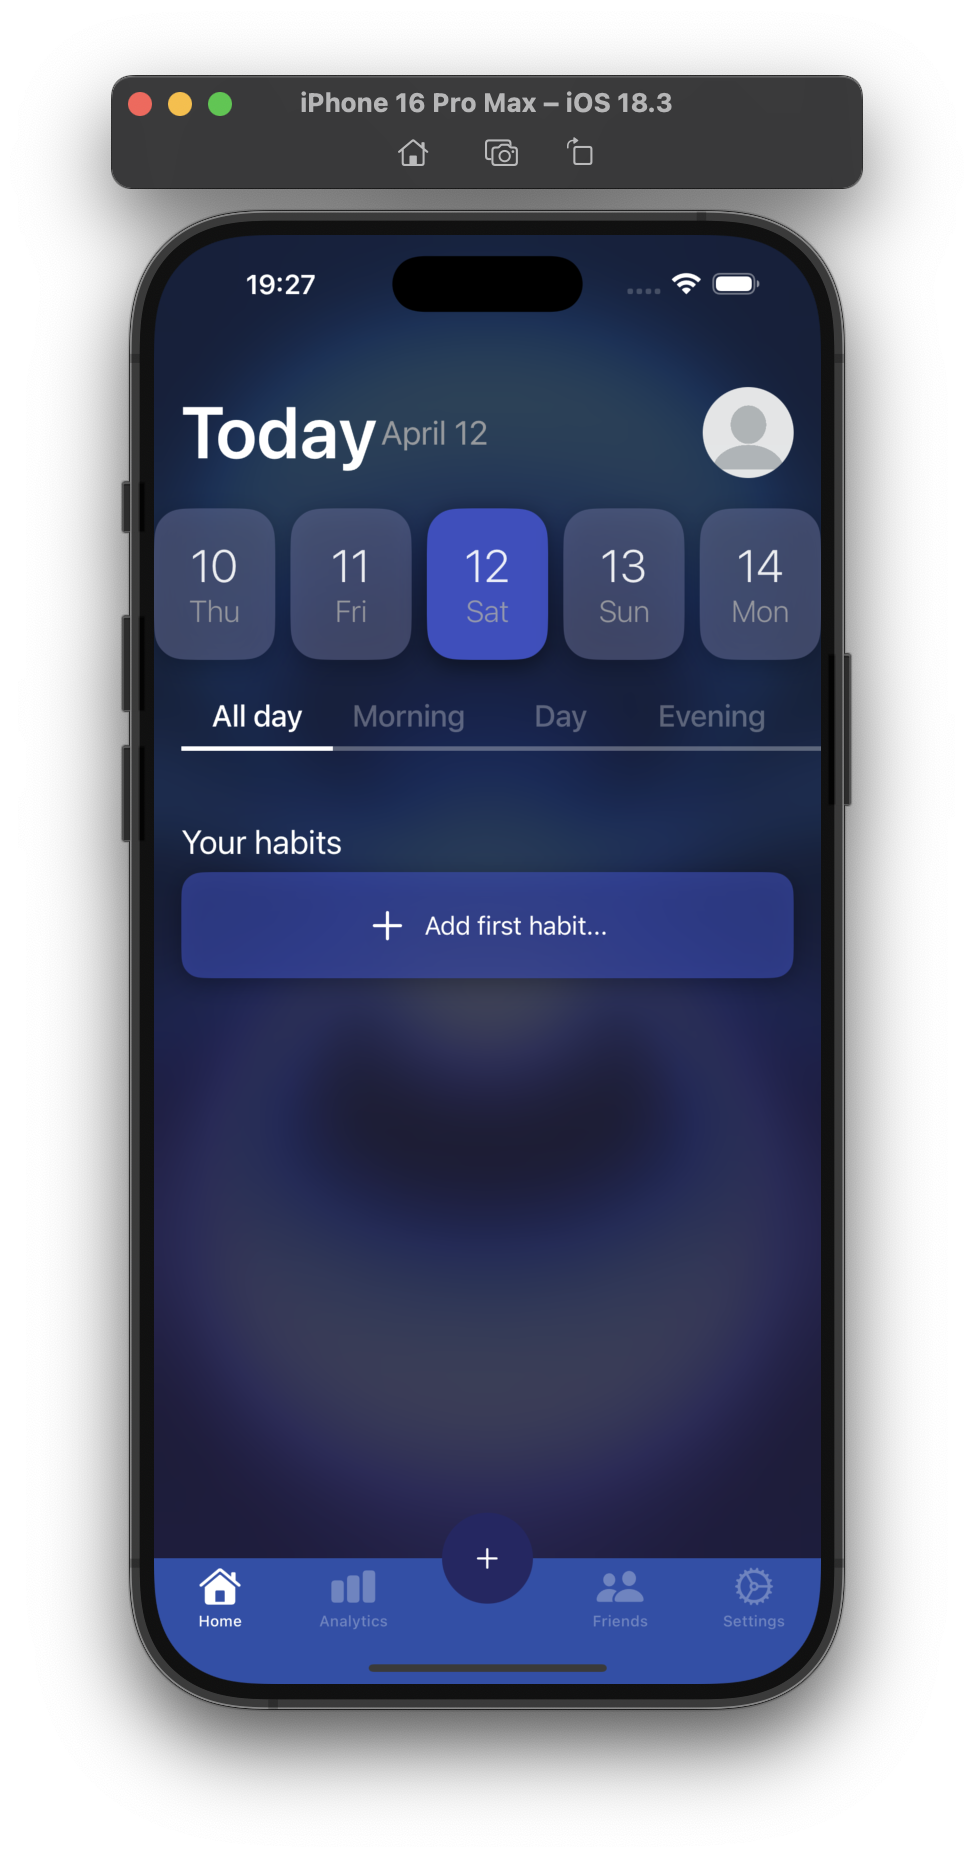 iPhone 16 Pro Max – iOS 18.3
19:27
Today April 12
10 11 12 13 14
Thu Fri Sat Sun Mon
All day Morning Day Evening
Your habits
+ Add first habit...
+
Home Analytics Friends Settings